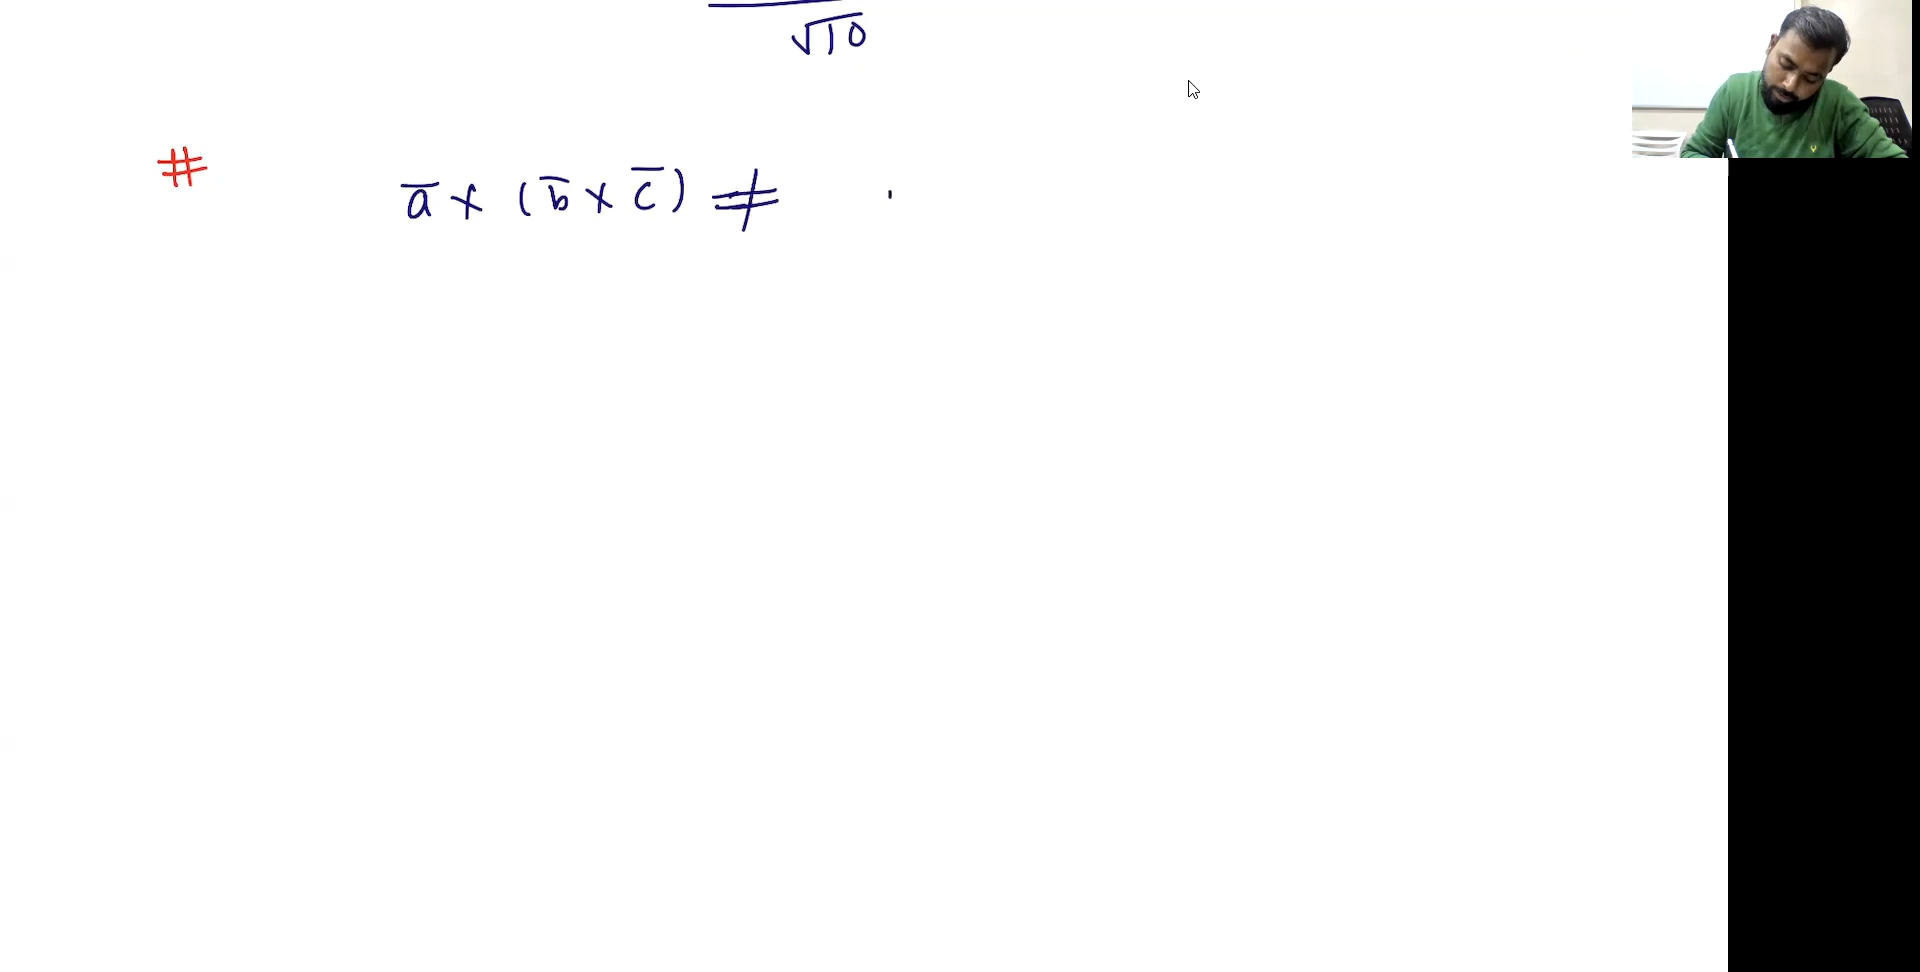 √10
#
a̅ × (b̅ × c̅) ≠